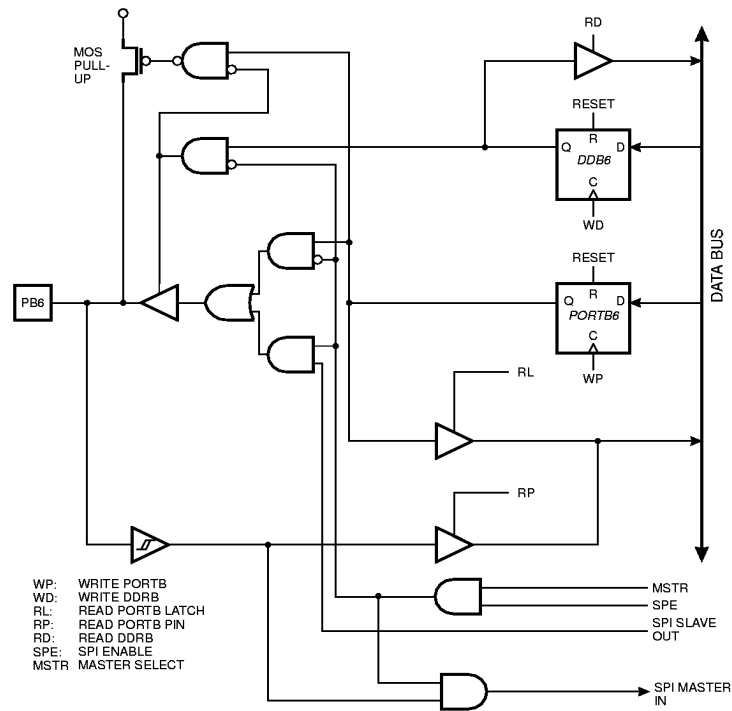 RD
MOS
PULL-
UP
RESET
R
Q
D
DDB6
C
WD
DATA BUS
RESET
PB6
R
Q
D
PORTB6
C
WP
RL
RP
WP: WRITE PORTB
WD: WRITE DDRB
RL: READ PORTB LATCH
RP: READ PORTB PIN
RD: READ DDRB
SPE: SPI ENABLE
MSTR MASTER SELECT
MSTR
SPE
SPI SLAVE
OUT
SPI MASTER
IN